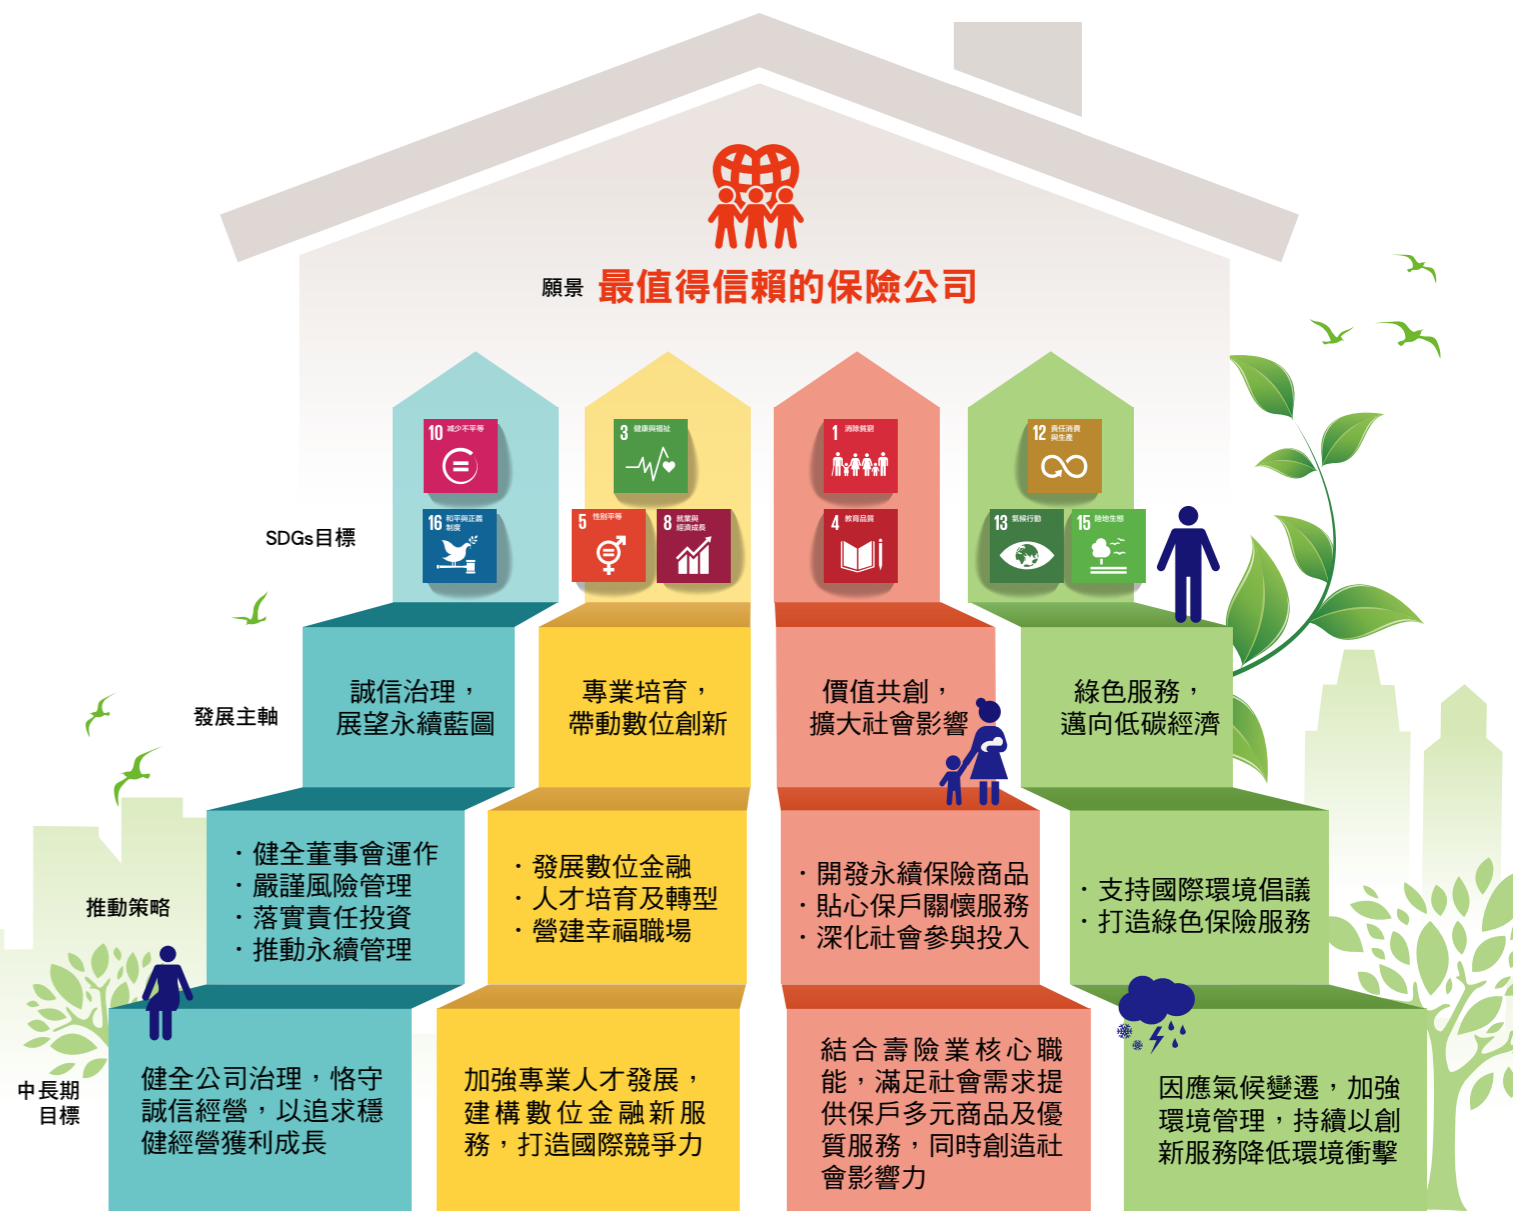 願景 最值得信賴的保險公司
SDGs目標
10 減少不平等
16 和平與正義
制度
3 健康與福祉
5 性別平等
8 就業與
經濟成長
1 消除貧窮
4 教育品質
12 責任消費
與生產
13 氣候行動
15 陸地生態
發展主軸
誠信治理，
展望永續藍圖
專業培育，
帶動數位創新
價值共創，
擴大社會影響
綠色服務，
邁向低碳經濟
推動策略
·健全董事會運作
·嚴謹風險管理
·落實責任投資
·推動永續管理
·發展數位金融
·人才培育及轉型
·營建幸福職場
·開發永續保險商品
·貼心保戶關懷服務
·深化社會參與投入
·支持國際環境倡議
·打造綠色保險服務
中長期
目標
健全公司治理，恪守
誠信經營，以追求穩
健經營獲利成長
加強專業人才發展，
建構數位金融新服
務，打造國際競爭力
結合壽險業核心職
能，滿足社會需求提
供保戶多元商品及優
質服務，同時創造社
會影響力
因應氣候變遷，加強
環境管理，持續以創
新服務降低環境衝擊